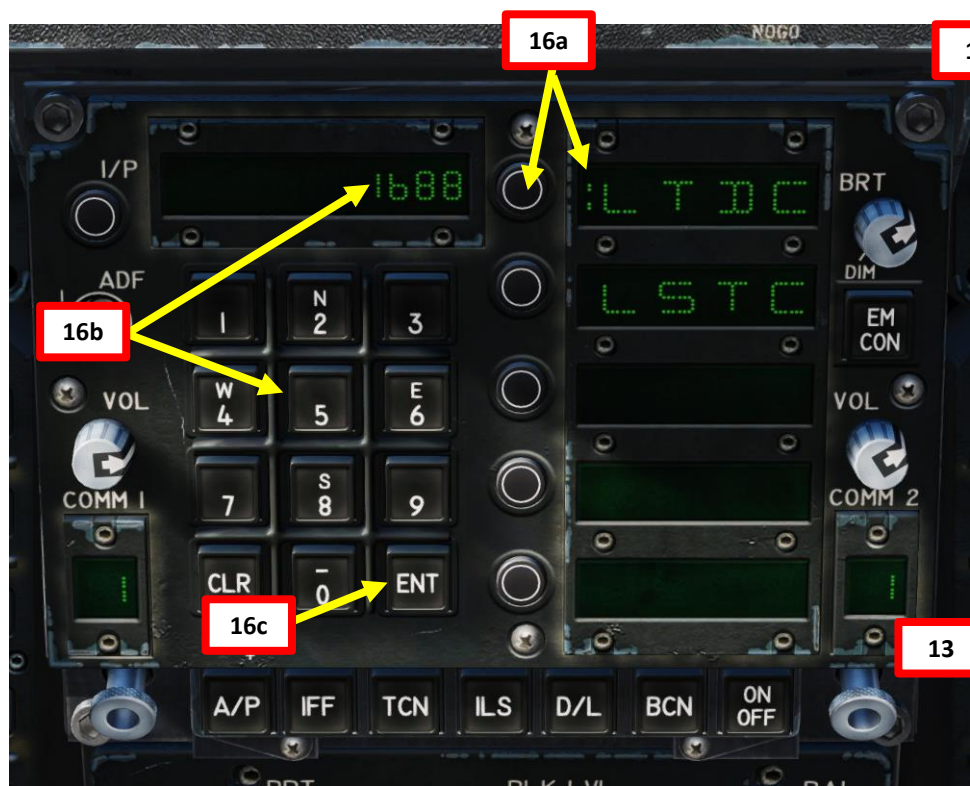 16a
NOGO
I/P
1688
:L T D C
BRT
ADF
DIM
16b
1
N
2
3
L S T C
EM
CON
VOL
W
4
5
E
6
VOL
COMM 1
7
S
8
9
COMM 2
1
CLR
–
0
ENT
1
16c
13
A/P
IFF
TCN
ILS
D/L
BCN
ON
OFF